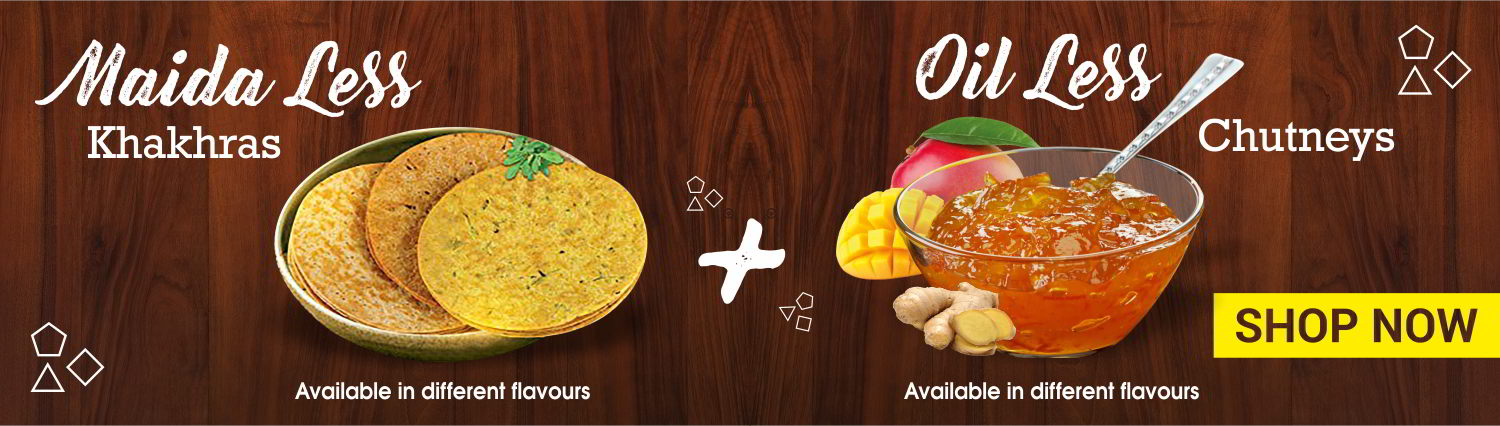 Maida Less
Khakhras
Available in different flavours
+
Oil Less
Chutneys
Available in different flavours
SHOP NOW